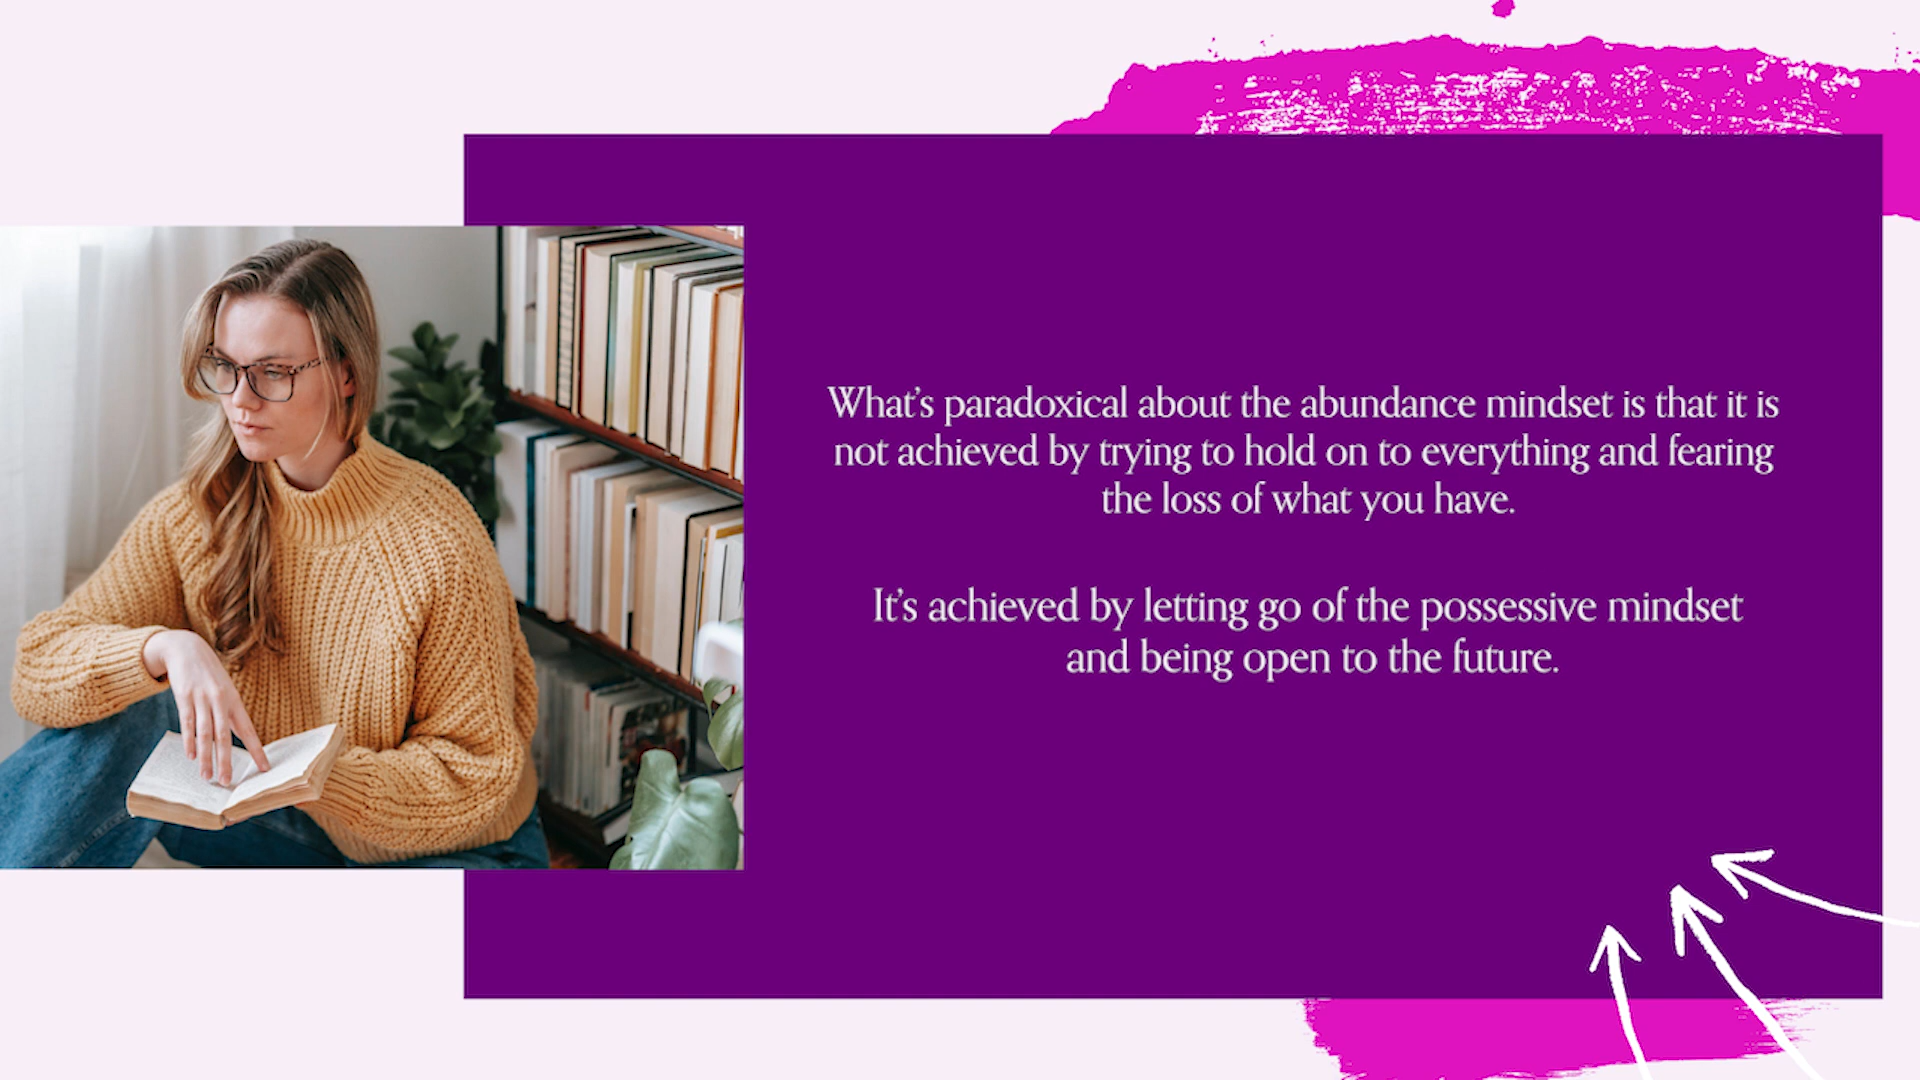 What's paradoxical about the abundance mindset is that it is
not achieved by trying to hold on to everything and fearing
the loss of what you have.
It's achieved by letting go of the possessive mindset
and being open to the future.